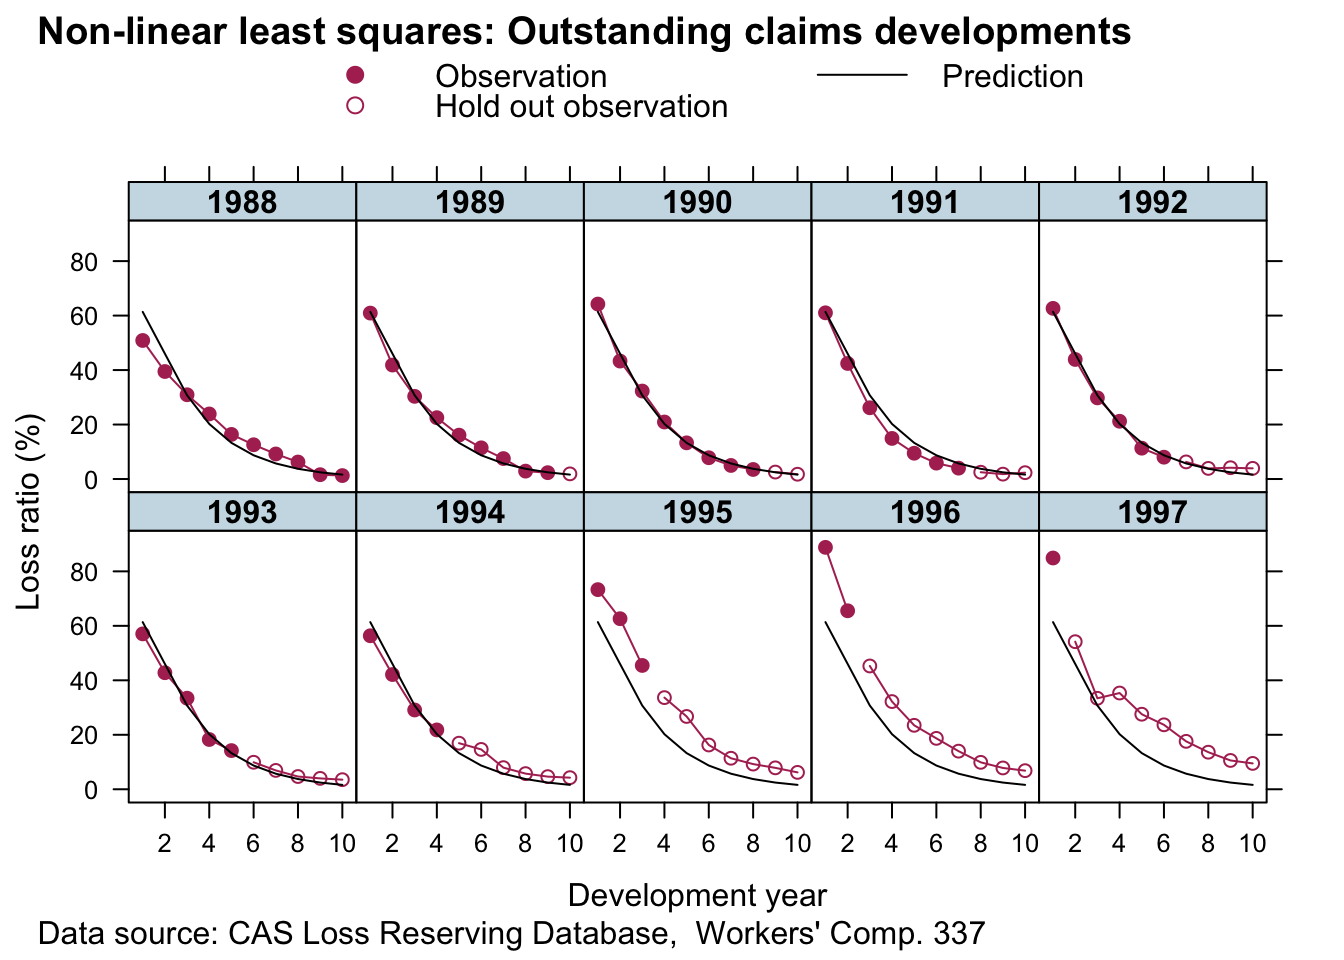 Non-linear least squares: Outstanding claims developments
Observation Prediction
Hold out observation
1988 1989 1990 1991 1992
80
60
40
20
0
1993 1994 1995 1996 1997
80
60
40
20
0
Loss ratio (%)
2 4 6 8 10 2 4 6 8 10 2 4 6 8 10 2 4 6 8 10 2 4 6 8 10
Development year
Data source: CAS Loss Reserving Database,  Workers' Comp. 337